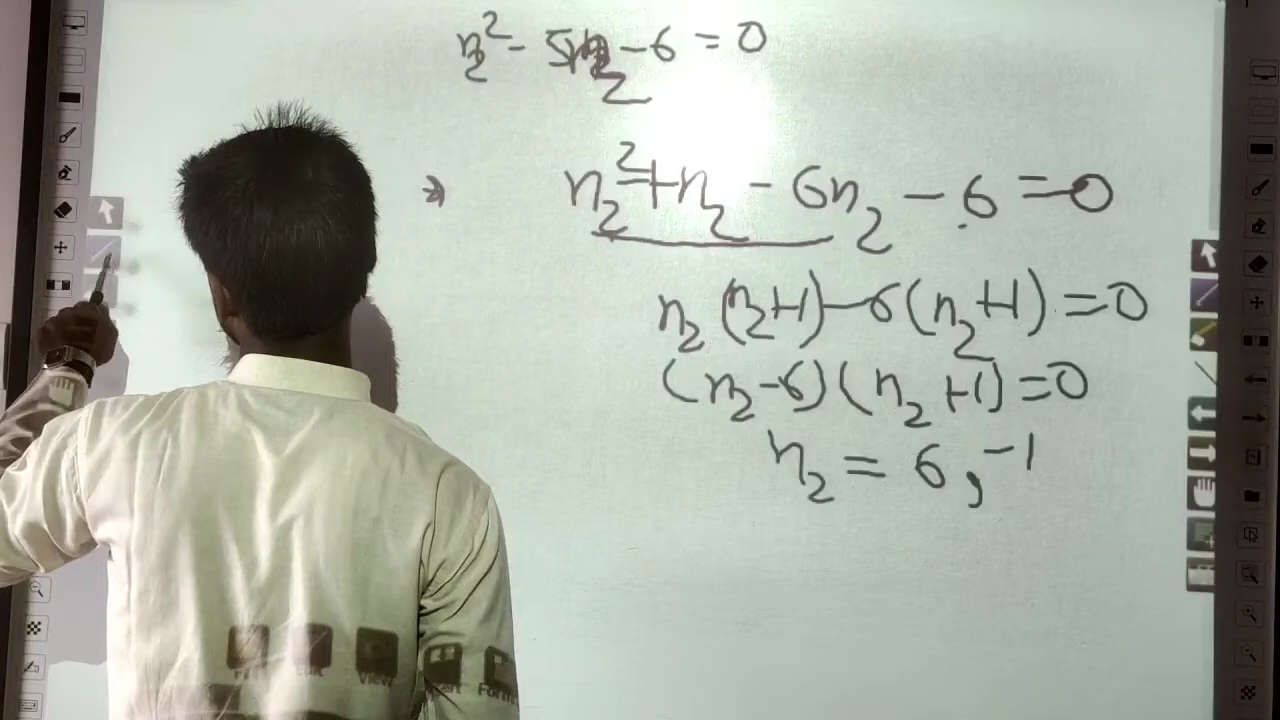 n₂² - 5n₂ - 6 = 0
⇒ n₂² + n₂ - 6n₂ - 6 = 0
n₂ (n₂+1) - 6 (n₂+1) = 0
(n₂-6) (n₂+1) = 0
n₂ = 6, -1
View